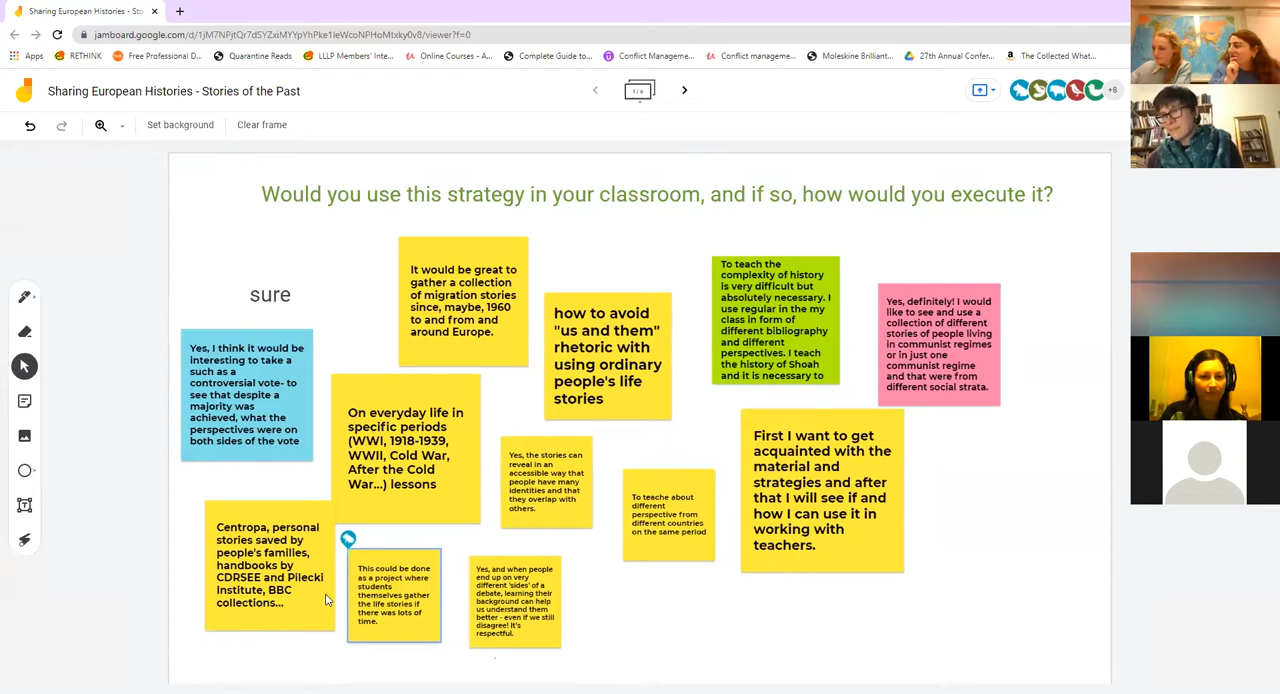 Sharing European Histories - Sto
jamboard.google.com/d/1jM7NPjtQr7dSYZxiMYYpYhPke1leWcoNPHoMtxky0v8/viewer?f=0
Apps
RETHINK
Free Professional D...
Quarantine Reads
LLLP Members' Inte...
Online Courses - A...
Complete Guide to...
Conflict Manageme...
Conflict manageme...
Moleskine Brilliant...
27th Annual Confer...
The Collected What...
Sharing European Histories - Stories of the Past
1/6
+8
Set background
Clear frame
Would you use this strategy in your classroom, and if so, how would you execute it?
sure
Yes, I think it would be
interesting to take a
such as a
controversial vote- to
see that despite a
majority was
achieved, what the
perspectives were on
both sides of the vote
It would be great to
gather a collection
of migration stories
since, maybe, 1960
to and from and
around Europe.
how to avoid
"us and them"
rhetoric with
using ordinary
people's life
stories
To teach the
complexity of history
is very difficult but
absolutely necessary. I
use regular in the my
class in form of
different bibliography
and different
perspectives. I teach
the history of Shoah
and it is necessary to
Yes, definitely! I would
like to see and use a
collection of different
stories of people living
in communist regimes
or in just one
communist regime
and that were from
different social strata.
On everyday life in
specific periods
(WWI, 1918-1939,
WWII, Cold War,
After the Cold
War...) lessons
Yes, the stories can
reveal in an
accessible way that
people have many
identities and that
they overlap with
others.
To teache about
different
perspective from
different countries
on the same period
First I want to get
acquainted with the
material and
strategies and after
that I will see if and
how I can use it in
working with
teachers.
Centropa, personal
stories saved by
people's families,
handbooks by
CDRSEE and Pilecki
Institute, BBC
collections...
This could be done
as a project where
students
themselves gather
the life stories if
there was lots of
time.
Yes, and when people
end up on very
different 'sides' of a
debate, learning their
background can help
us understand them
better - even if we still
disagree! It's
respectful.